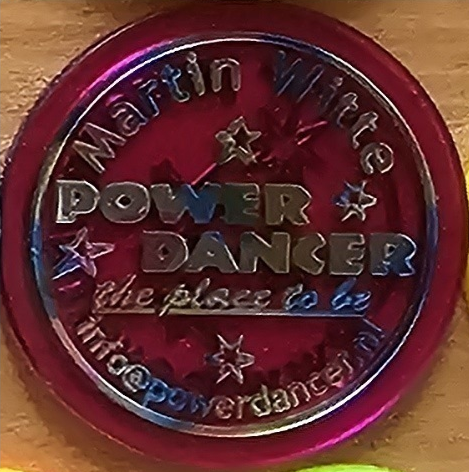 Martin Witte
POWER
DANCER
the place to be
info@powerdancer.nl